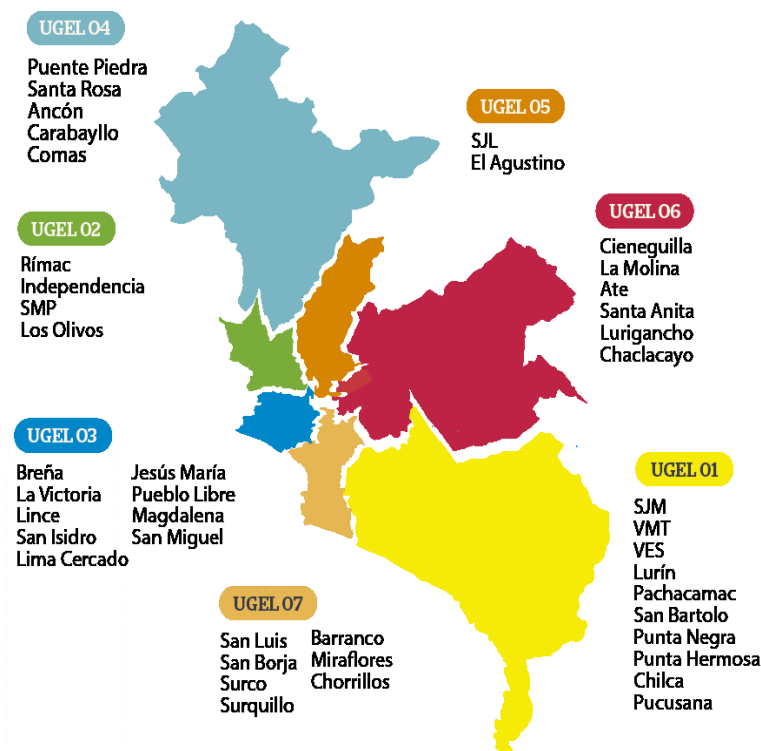 UGEL 04
Puente Piedra
Santa Rosa
Ancón
Carabayllo
Comas
UGEL 05
SJL
El Agustino
UGEL 02
Rímac
Independencia
SMP
Los Olivos
UGEL 06
Cieneguilla
La Molina
Ate
Santa Anita
Lurigancho
Chaclacayo
UGEL 03
Breña
La Victoria
Lince
San Isidro
Lima Cercado
Jesús María
Pueblo Libre
Magdalena
San Miguel
UGEL 01
SJM
VMT
VES
Lurín
Pachacamac
San Bartolo
Punta Negra
Punta Hermosa
Chilca
Pucusana
UGEL 07
San Luis
San Borja
Surco
Surquillo
Barranco
Miraflores
Chorrillos